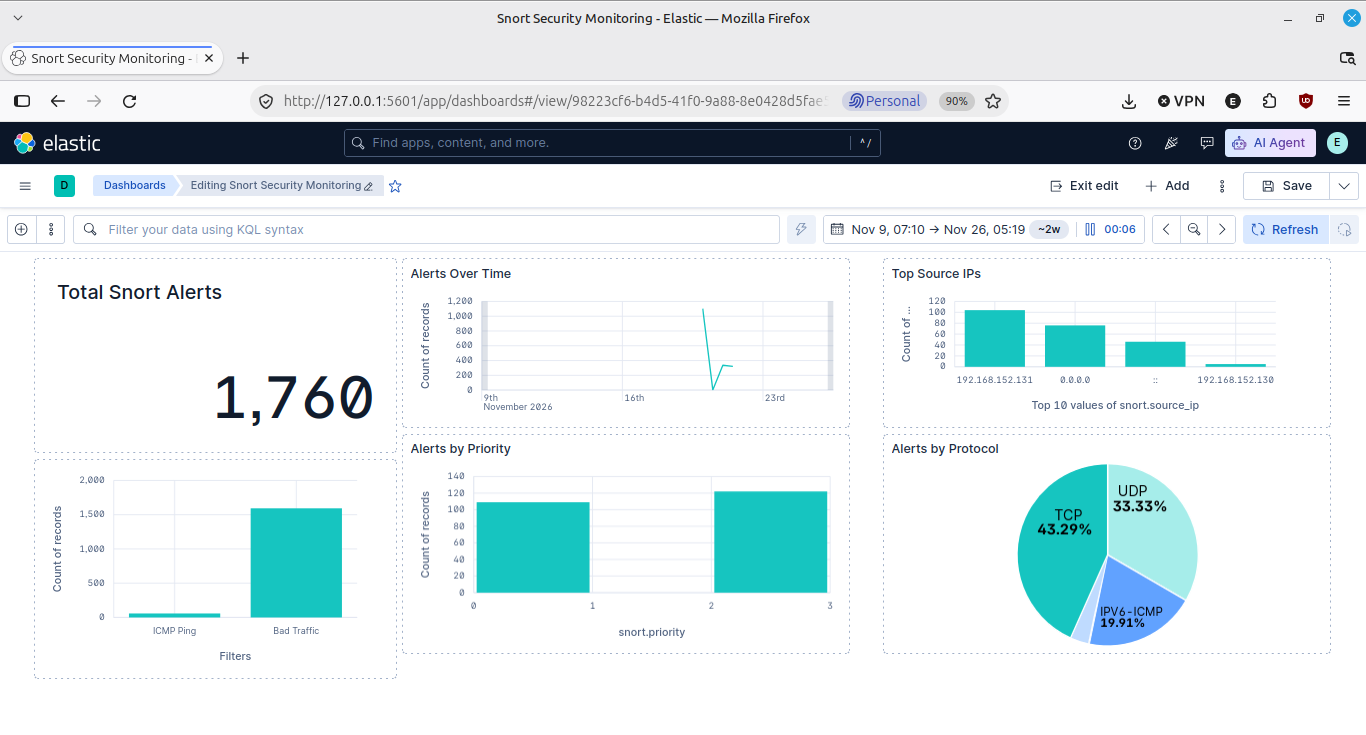 Snort Security Monitoring - Elastic — Mozilla Firefox
Snort Security Monitoring -
http://127.0.0.1:5601/app/dashboards#/view/98223cf6-b4d5-41f0-9a88-8e0428d5fae
Personal
90%
VPN
E
UD
elastic
Find apps, content, and more.
^/
AI Agent
E
D
Dashboards
Editing Snort Security Monitoring
Exit edit
Add
Save
Filter your data using KQL syntax
Nov 9, 07:10 → Nov 26, 05:19
~2w
00:06
Refresh
Total Snort Alerts
1,760
Alerts Over Time
Count of records
1,200
1,000
800
600
400
200
0
9th
November 2026
16th
23rd
Top Source IPs
Count of ...
120
100
80
60
40
20
0
192.168.152.131
0.0.0.0
::
192.168.152.130
Top 10 values of snort.source_ip
Count of records
2,000
1,500
1,000
500
0
ICMP Ping
Bad Traffic
Filters
Alerts by Priority
Count of records
140
120
100
80
60
40
20
0
0
1
2
3
snort.priority
Alerts by Protocol
UDP
33.33%
TCP
43.29%
IPV6-ICMP
19.91%